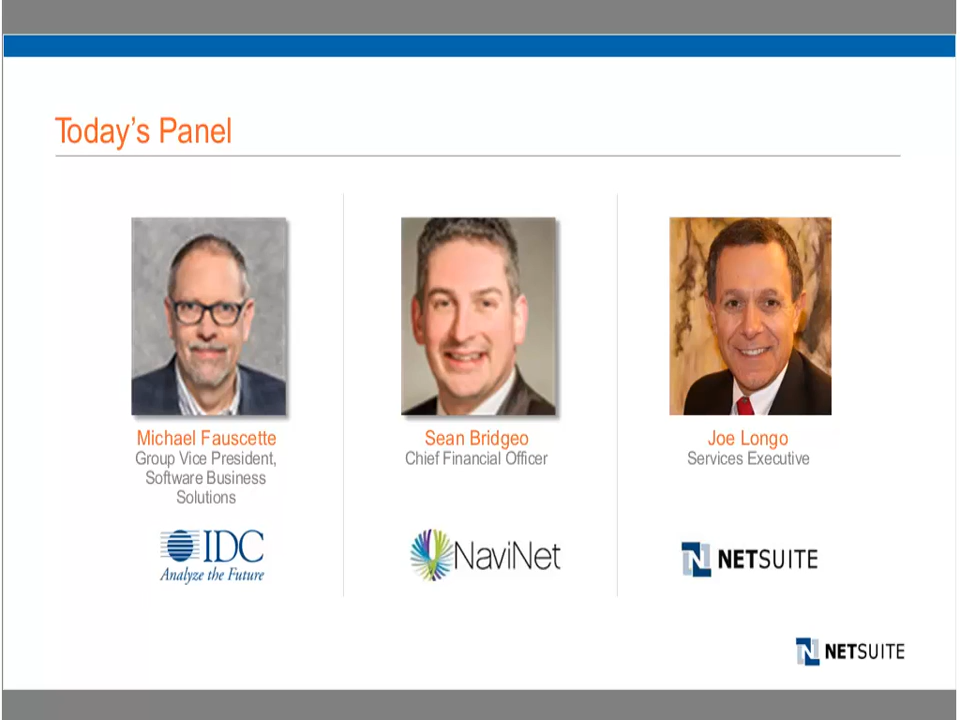 Today's Panel
Michael Fauscette
Group Vice President,
Software Business
Solutions
IDC
Analyze the Future
Sean Bridgeo
Chief Financial Officer
NaviNet
Joe Longo
Services Executive
N NETSUITE
N NETSUITE